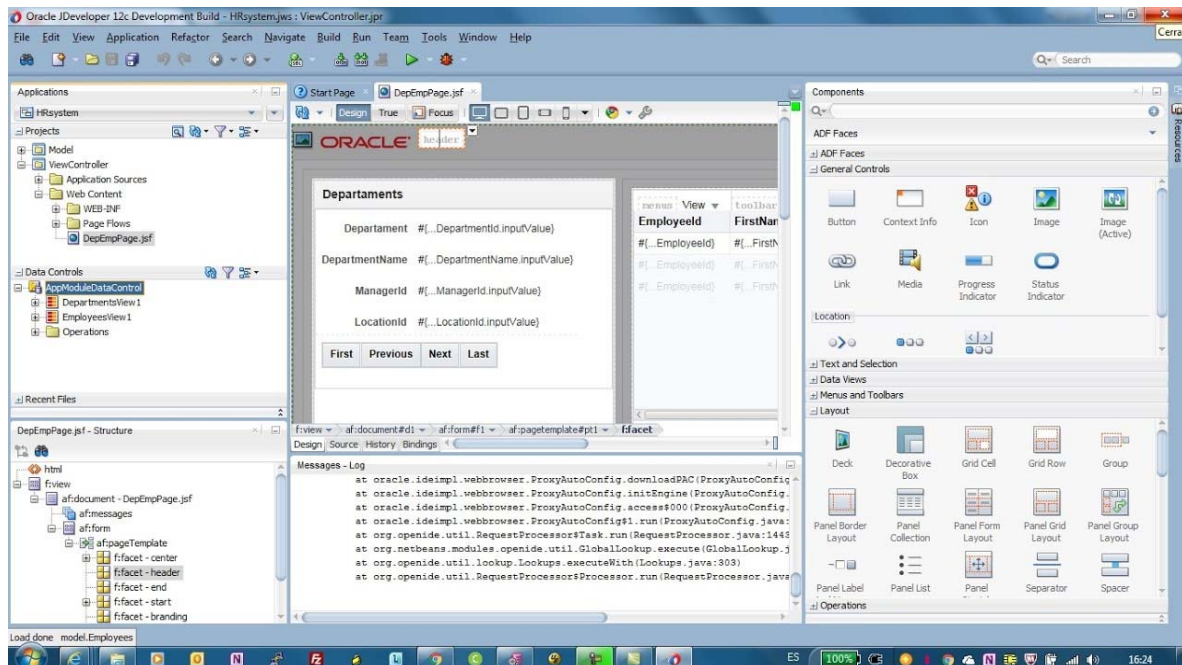 Oracle JDeveloper 12c Development Build - HRsystem.jws : ViewController.jpr
File Edit View Application Refactor Search Navigate Build Run Team Tools Window Help
Cerra
Search
Applications
HRsystem
Projects
Model
ViewController
Application Sources
Web Content
WEB-INF
Page Flows
DepEmpPage.jsf
Data Controls
AppModuleDataControl
DepartmentsView1
EmployeesView1
Operations
Recent Files
DepEmpPage.jsf - Structure
html
f:view
af:document - DepEmpPage.jsf
af:messages
af:form
af:pageTemplate
f:facet - center
f:facet - header
f:facet - end
f:facet - start
f:facet - branding
Start Page DepEmpPage.jsf
Design True Focus
ORACLE header
Departaments
Departament #{...DepartmentId.inputValue}
DepartmentName #{...DepartmentName.inputValue}
ManagerId #{...ManagerId.inputValue}
LocationId #{...LocationId.inputValue}
First Previous Next Last
menus View toolbar
EmployeeId FirstNan
#{...EmployeeId} #{...FirstN
#{...EmployeeId} #{...FirstN
#{...EmployeeId} #{...FirstN
f:view af:document#d1 af:form#f1 af:pagetemplate#pt1 f:facet
Design Source History Bindings
Messages - Log
at oracle.ideimpl.webbrowser.ProxyAutoConfig.downloadPAC(ProxyAutoConfig
at oracle.ideimpl.webbrowser.ProxyAutoConfig.initEngine(ProxyAutoConfig.
at oracle.ideimpl.webbrowser.ProxyAutoConfig.access$000(ProxyAutoConfig.
at oracle.ideimpl.webbrowser.ProxyAutoConfig$1.run(ProxyAutoConfig.java:
at org.openide.util.RequestProcessor$Task.run(RequestProcessor.java:1443
at org.netbeans.modules.openide.util.GlobalLookup.execute(GlobalLookup.j
at org.openide.util.lookup.Lookups.executeWith(Lookups.java:303)
at org.openide.util.RequestProcessor$Processor.run(RequestProcessor.java
Components
ADF Faces
ADF Faces
General Controls
Button Context Info Icon Image Image
(Active)
Link Media Progress Status
Indicator Indicator
Location
Text and Selection
Data Views
Menus and Toolbars
Layout
Deck Decorative Grid Cell Grid Row Group
Box
Panel Border Panel Panel Form Panel Grid Panel Group
Layout Collection Layout Layout Layout
Panel Label Panel List Panel Separator Spacer
Operations
Resources
Load done model.Employees
ES 100% 16:24